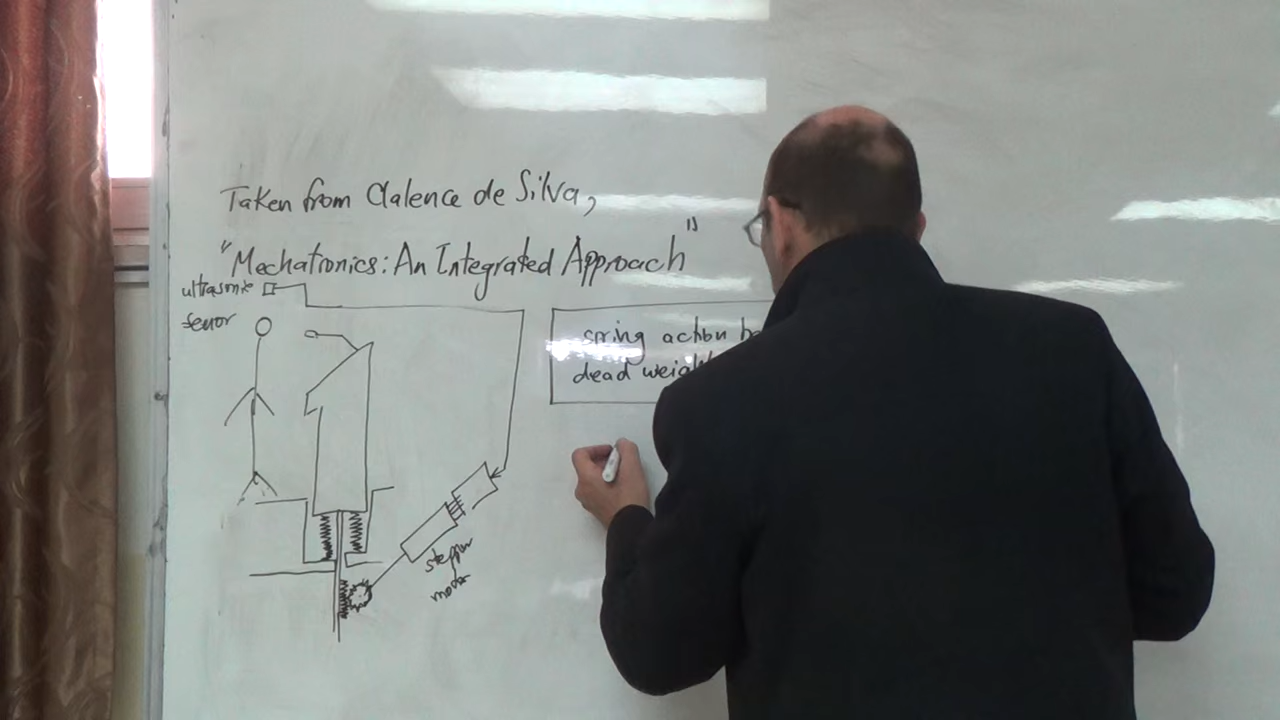 Taken from Clalence de Silva,
"Mechatronics: An Integrated Approach"
ultrasonic
sensor
spring action
dead weight
stepper
motor